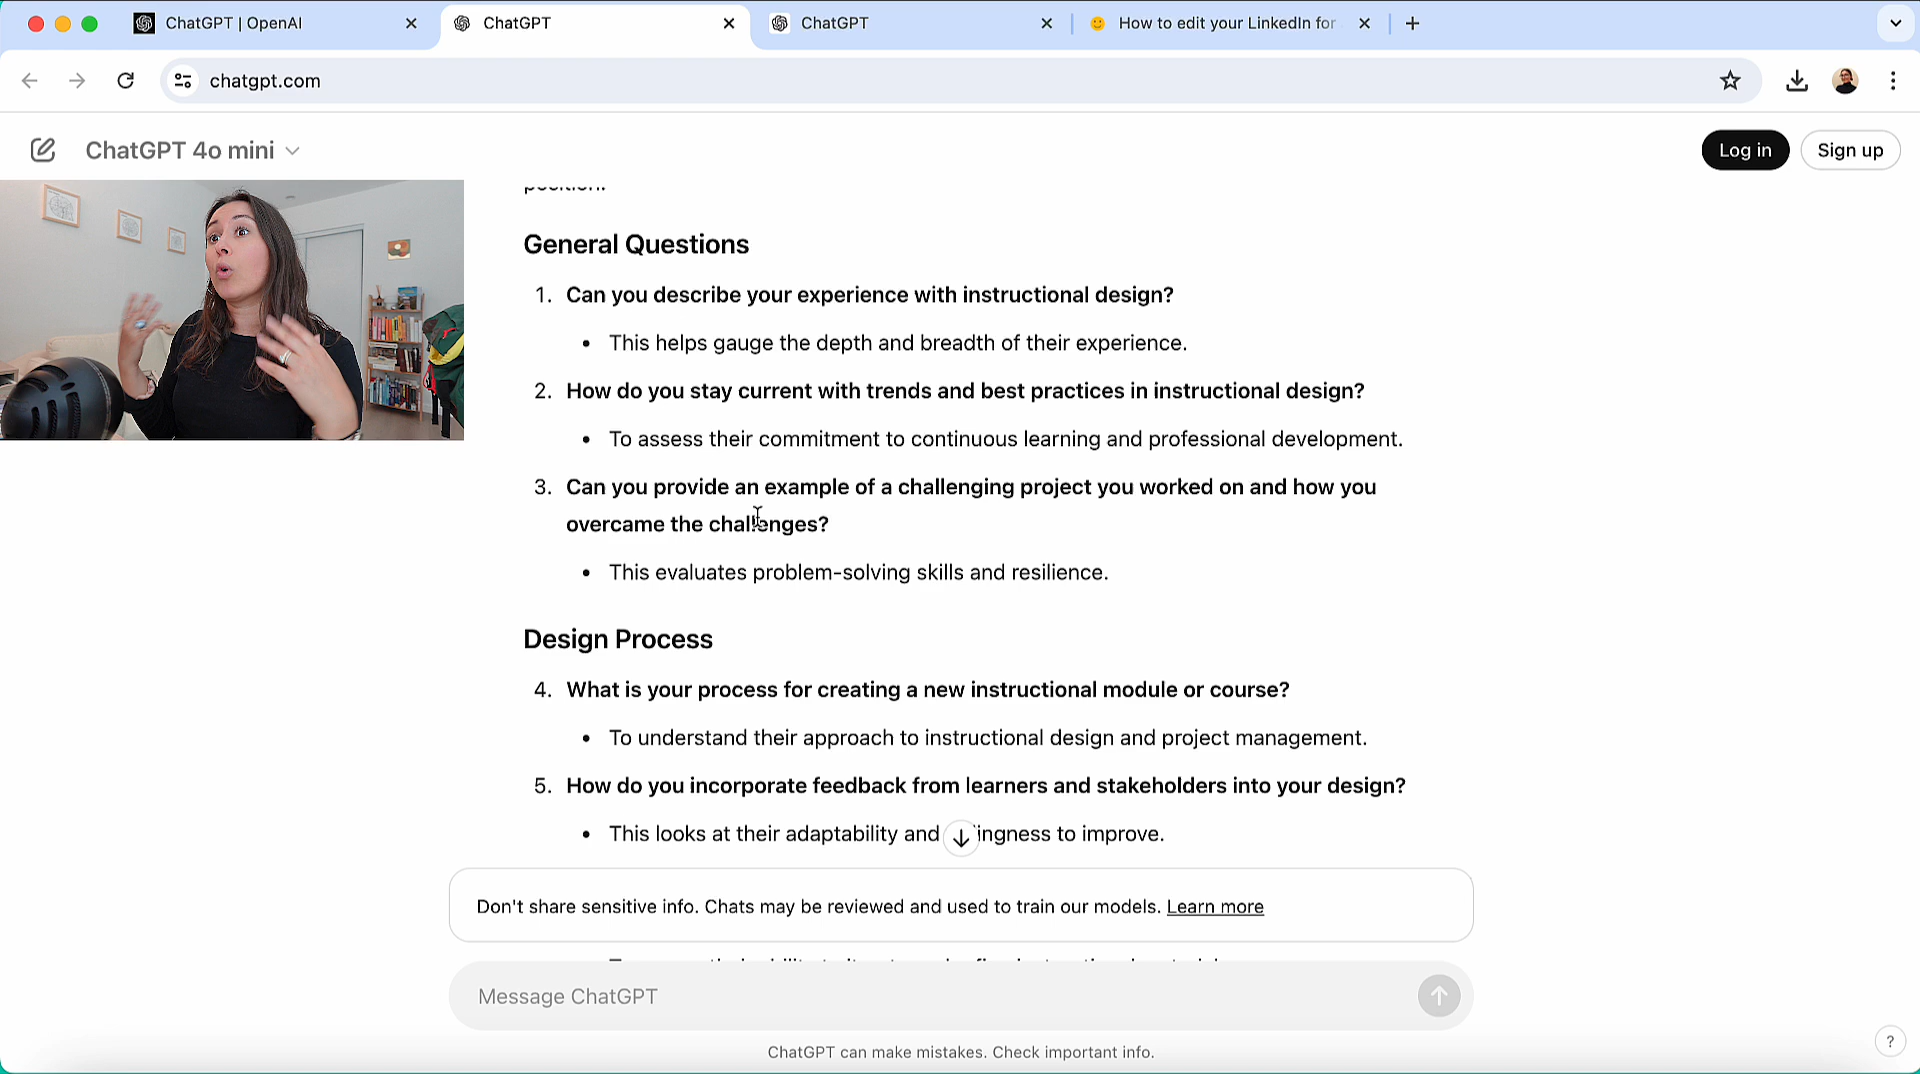 ChatGPT | OpenAI
ChatGPT
ChatGPT
How to edit your LinkedIn for
chatgpt.com
ChatGPT 4o mini
Log in
Sign up
position.
General Questions
1. Can you describe your experience with instructional design?
• This helps gauge the depth and breadth of their experience.
2. How do you stay current with trends and best practices in instructional design?
• To assess their commitment to continuous learning and professional development.
3. Can you provide an example of a challenging project you worked on and how you
overcame the challenges?
• This evaluates problem-solving skills and resilience.
Design Process
4. What is your process for creating a new instructional module or course?
• To understand their approach to instructional design and project management.
5. How do you incorporate feedback from learners and stakeholders into your design?
• This looks at their adaptability and ingness to improve.
Don't share sensitive info. Chats may be reviewed and used to train our models. Learn more
Message ChatGPT
ChatGPT can make mistakes. Check important info.
?